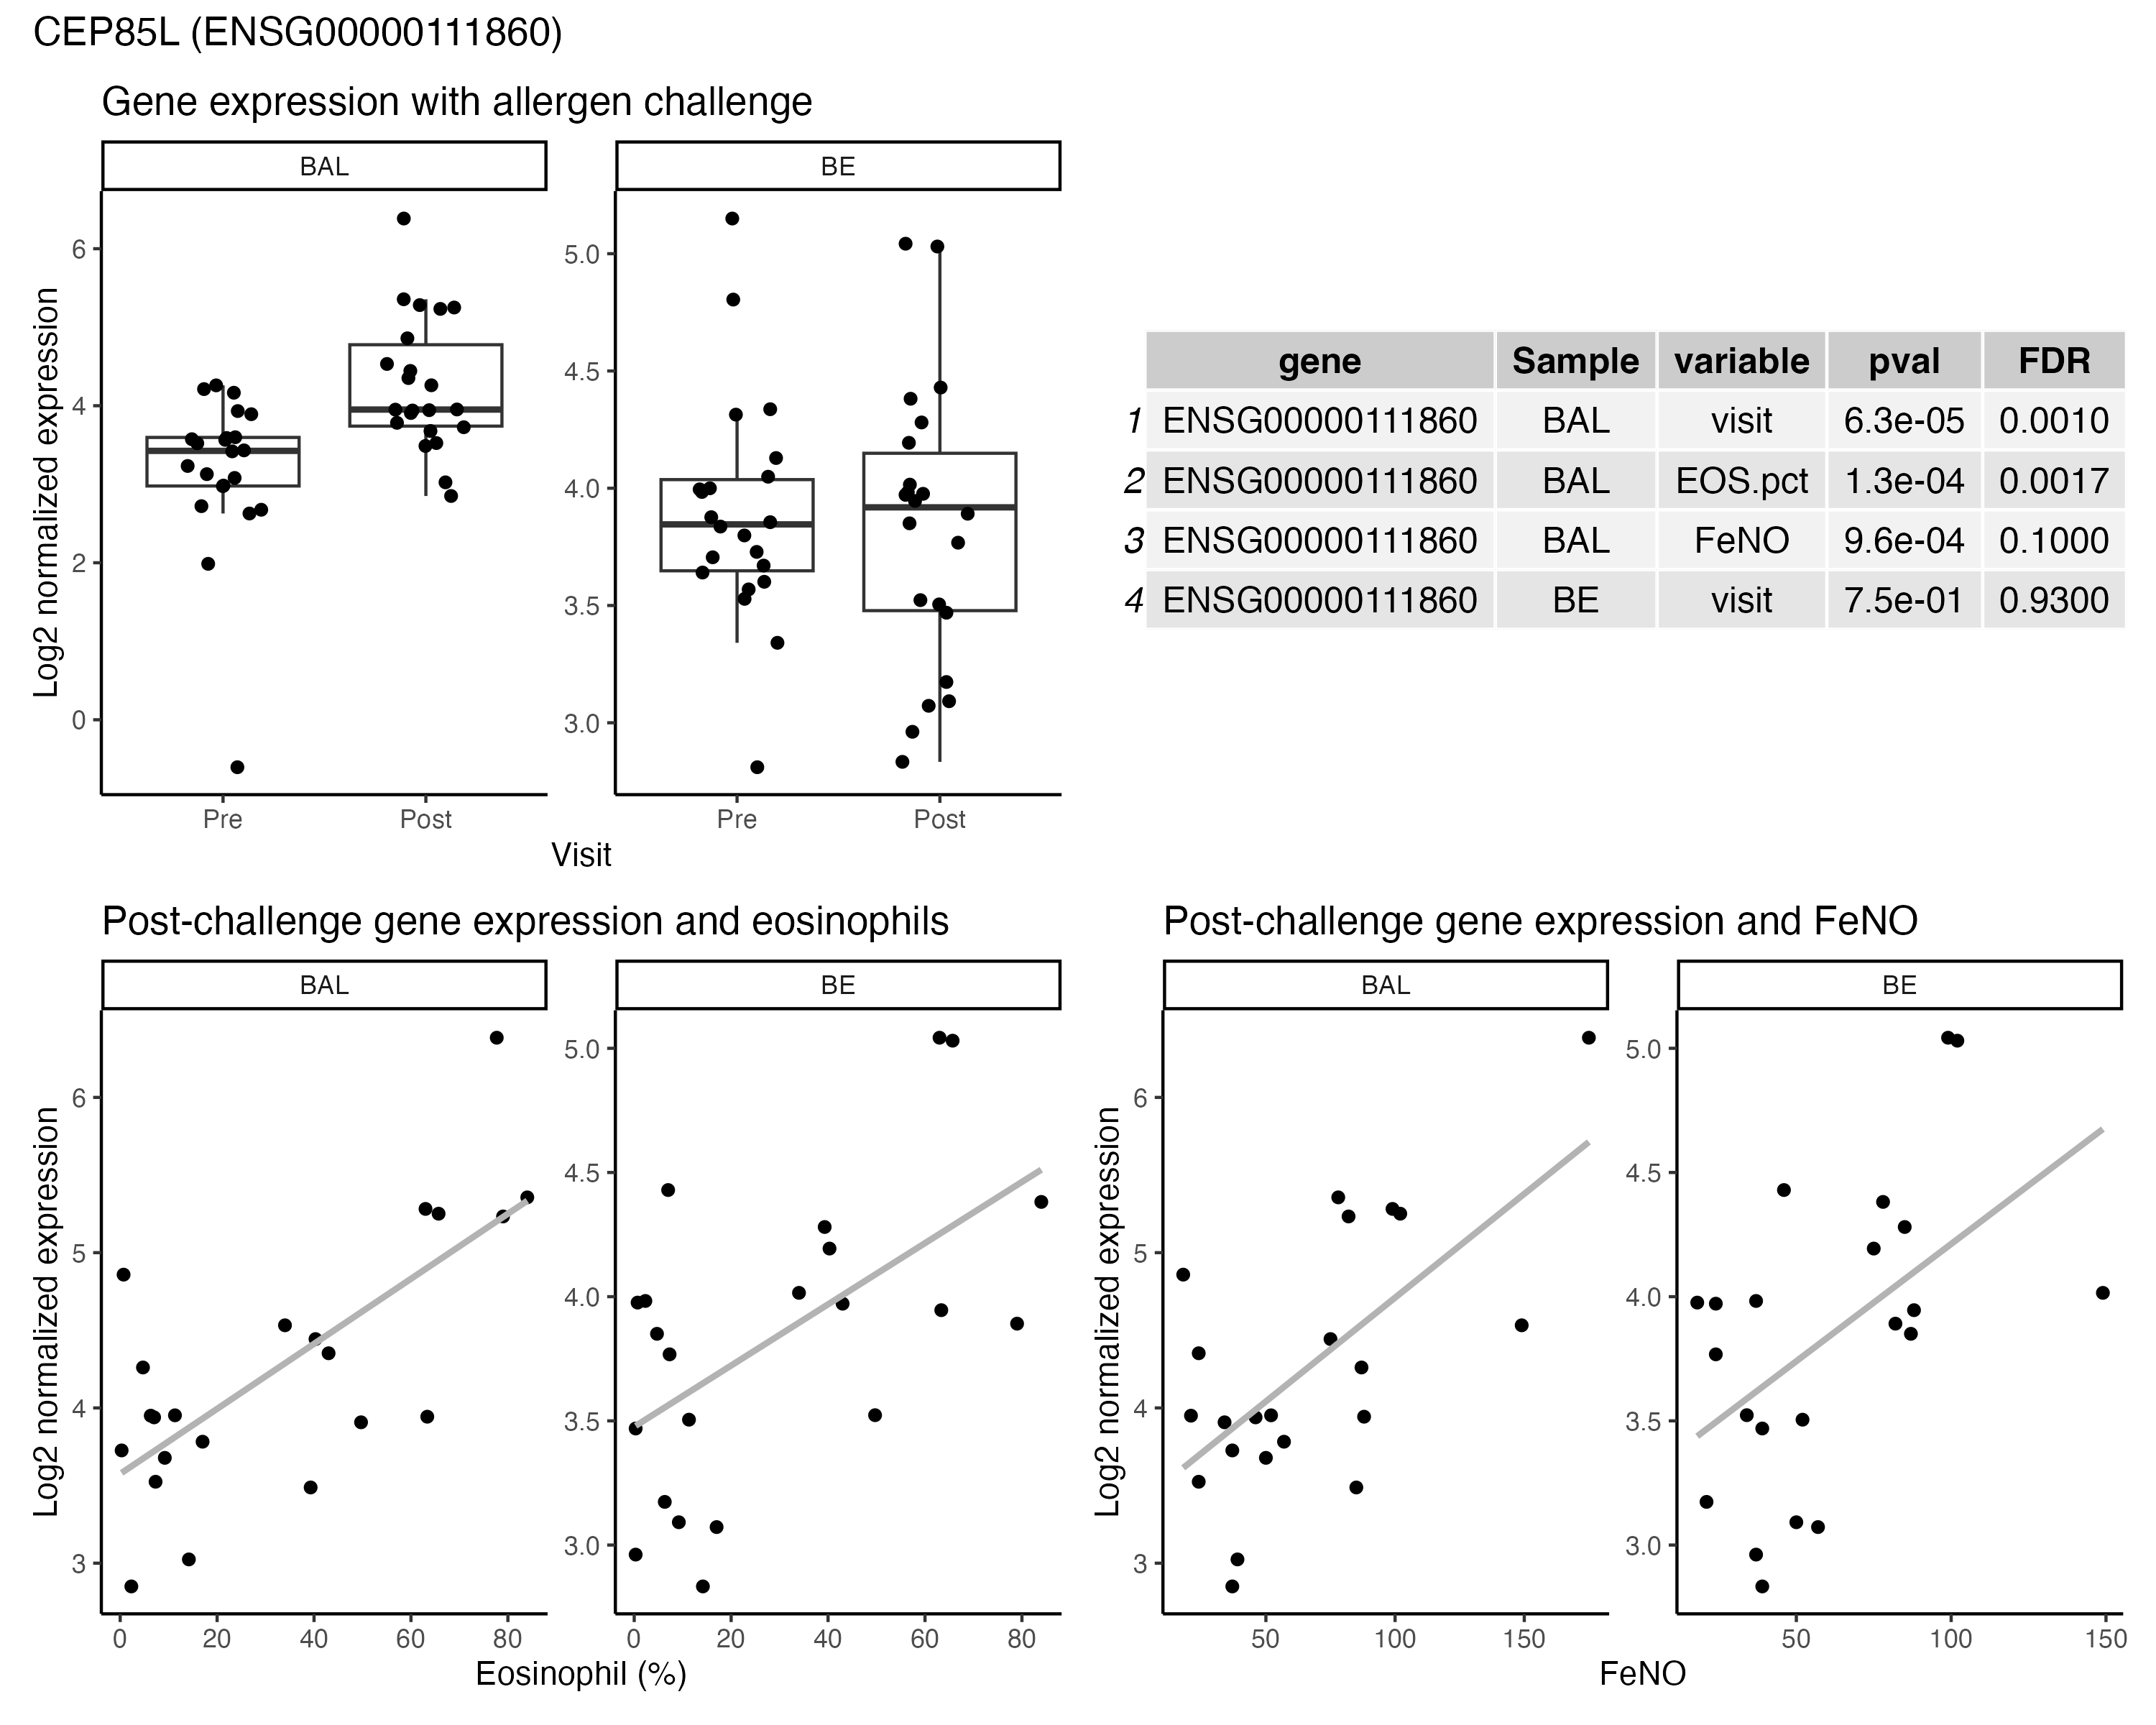 CEP85L (ENSG00000111860)
Gene expression with allergen challenge
BAL
BE
Log2 normalized expression
6
4
2
0
5.0
4.5
4.0
3.5
3.0
Pre
Post
Pre
Post
Visit
gene Sample variable pval FDR
1 ENSG00000111860 BAL visit 6.3e-05 0.0010
2 ENSG00000111860 BAL EOS.pct 1.3e-04 0.0017
3 ENSG00000111860 BAL FeNO 9.6e-04 0.1000
4 ENSG00000111860 BE visit 7.5e-01 0.9300
Post-challenge gene expression and eosinophils
BAL
BE
Log2 normalized expression
6
5
4
3
5.0
4.5
4.0
3.5
3.0
0 20 40 60 80
0 20 40 60 80
Eosinophil (%)
Post-challenge gene expression and FeNO
BAL
BE
Log2 normalized expression
6
5
4
3
5.0
4.5
4.0
3.5
3.0
50 100 150
50 100 150
FeNO